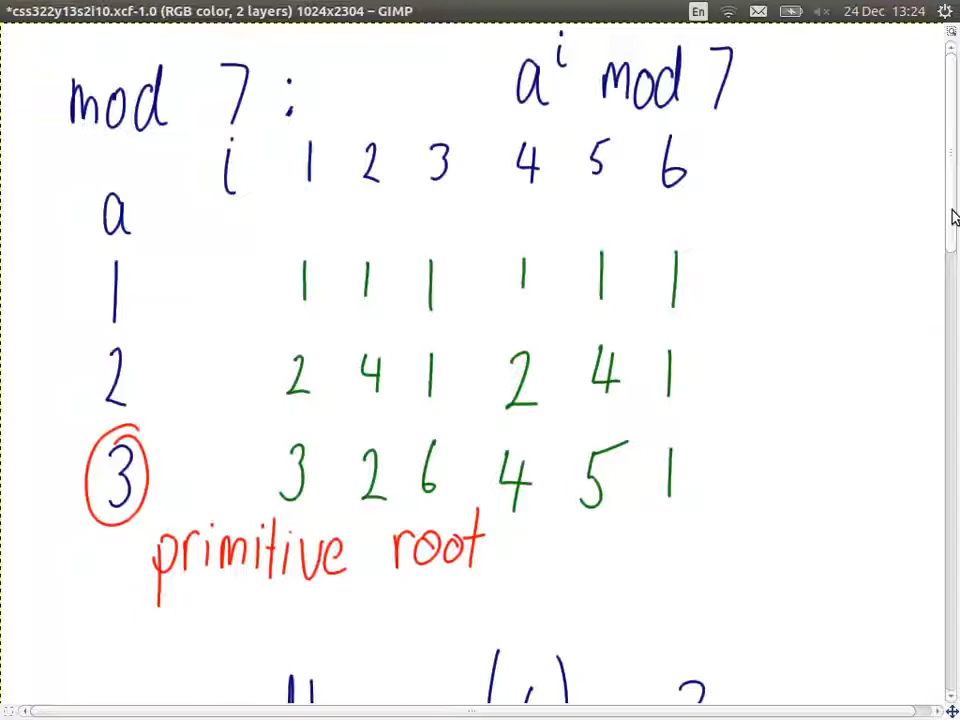 *css322y13s2i10.xcf-1.0 (RGB color, 2 layers) 1024x2304 – GIMP En 24 Dec 13:24
mod 7 : a^i mod 7
i 1 2 3 4 5 6
a
1 1 1 1 1 1 1
2 2 4 1 2 4 1
3 3 2 6 4 5 1
primitive root